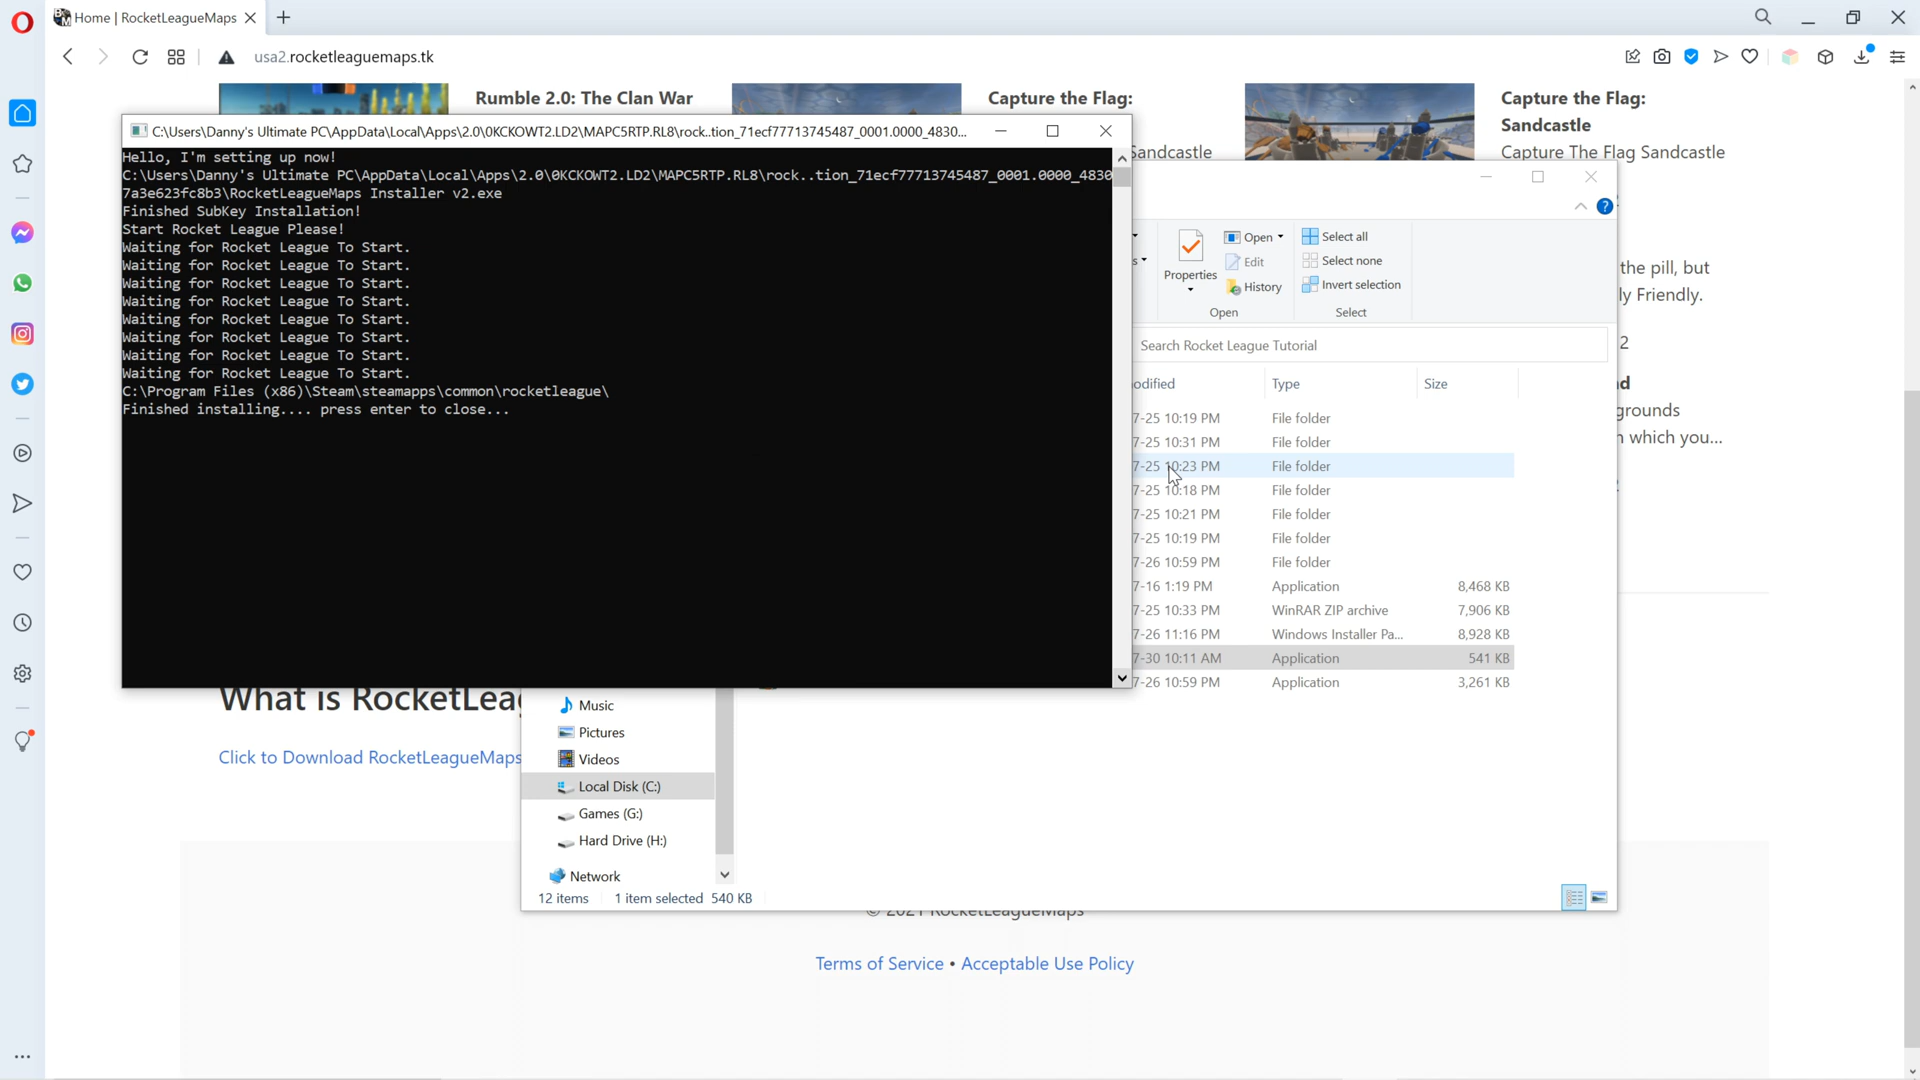 Home | RocketLeagueMaps
usa2.rocketleaguemaps.tk
Rumble 2.0: The Clan War
Capture the Flag:
Capture the Flag:
Sandcastle
Sandcastle
Capture The Flag Sandcastle
C:\Users\Danny's Ultimate PC\AppData\Local\Apps\2.0\0KCKOWT2.LD2\MAPC5RTP.RL8\rock..tion_71ecf77713745487_0001.0000_4830...
Hello, I'm setting up now!
C:\Users\Danny's Ultimate PC\AppData\Local\Apps\2.0\0KCKOWT2.LD2\MAPC5RTP.RL8\rock..tion_71ecf77713745487_0001.0000_4830
7a3e623fc8b3\RocketLeagueMaps Installer v2.exe
Finished SubKey Installation!
Start Rocket League Please!
Waiting for Rocket League To Start.
Waiting for Rocket League To Start.
Waiting for Rocket League To Start.
Waiting for Rocket League To Start.
Waiting for Rocket League To Start.
Waiting for Rocket League To Start.
Waiting for Rocket League To Start.
Waiting for Rocket League To Start.
C:\Program Files (x86)\Steam\steamapps\common\rocketleague\
Finished installing.... press enter to close...
Properties
Open
Edit
History
Open
Select all
Select none
Invert selection
Select
the pill, but
ly Friendly.
2
d
grounds
n which you...
Search Rocket League Tutorial
odified Type Size
7-25 10:19 PM File folder
7-25 10:31 PM File folder
7-25 10:23 PM File folder
7-25 10:18 PM File folder
7-25 10:21 PM File folder
7-25 10:19 PM File folder
7-26 10:59 PM File folder
7-16 1:19 PM Application 8,468 KB
7-25 10:33 PM WinRAR ZIP archive 7,906 KB
7-26 11:16 PM Windows Installer Pa... 8,928 KB
7-30 10:11 AM Application 541 KB
7-26 10:59 PM Application 3,261 KB
What is RocketLeag
Click to Download RocketLeagueMaps
Music
Pictures
Videos
Local Disk (C:)
Games (G:)
Hard Drive (H:)
Network
12 items 1 item selected 540 KB
© 2021 RocketLeagueMaps
Terms of Service • Acceptable Use Policy